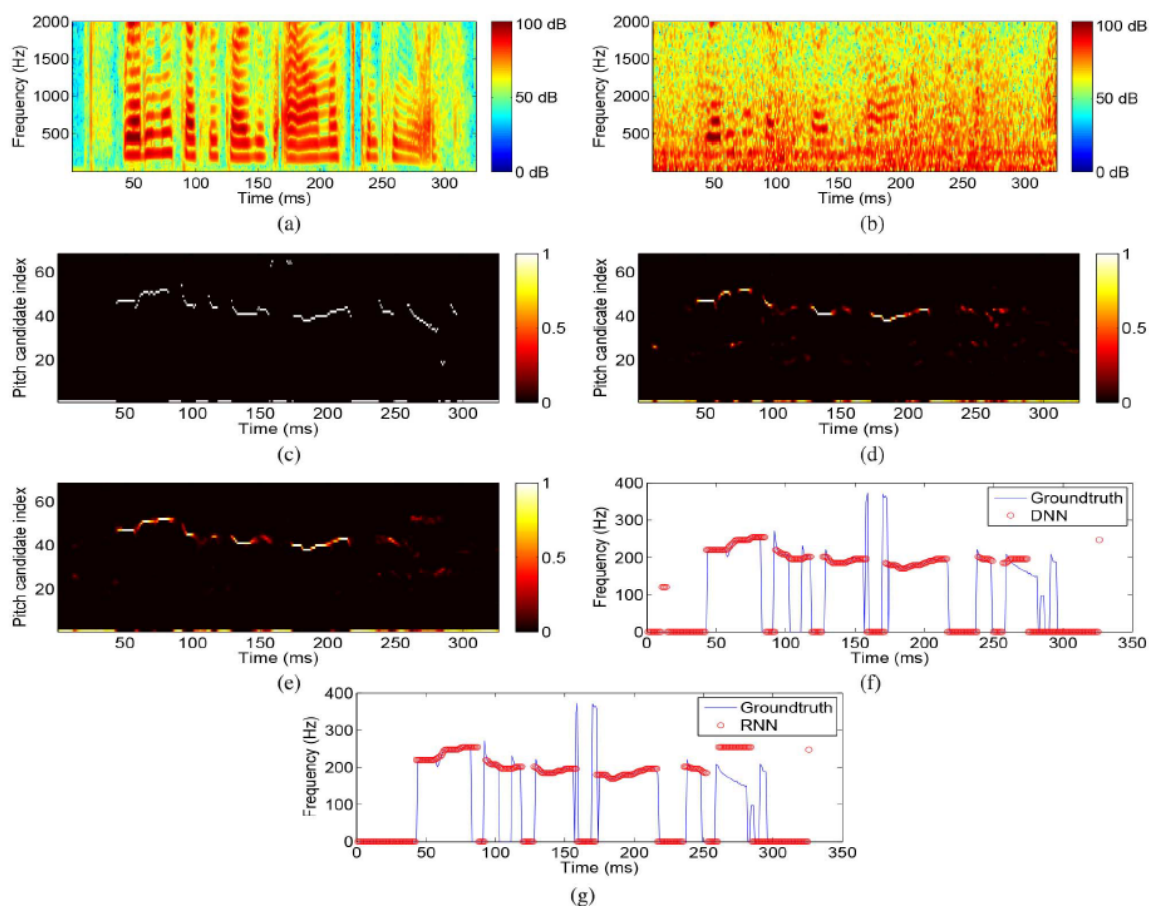 2000
1500
1000
500
Frequency (Hz)
50 100 150 200 250 300
Time (ms)
100 dB
50 dB
0 dB
(a)
2000
1500
1000
2000
1000
500
Frequency (Hz)
50 100 150 200 250 300
Time (ms)
100 dB
50 dB
0 dB
(b)
60
40
20
Pitch candidate index
50 100 150 200 250 300
Time (ms)
1
0.5
0
(c)
60
40
20
Pitch candicate index
50 100 150 200 250 300
Time (ms)
1
0.5
0
(d)
60
40
20
Pitch candidate index
50 100 150 200 250 300
Time (ms)
1
0.5
0
(e)
400
300
200
100
0
Frequency (Hz)
0 50 100 150 200 250 300 350
Time (ms)
Groundtruth
DNN
(f)
400
300
200
100
0
Frequency (Hz)
0 50 100 150 200 250 300 350
Time (ms)
Groundtruth
RNN
(g)